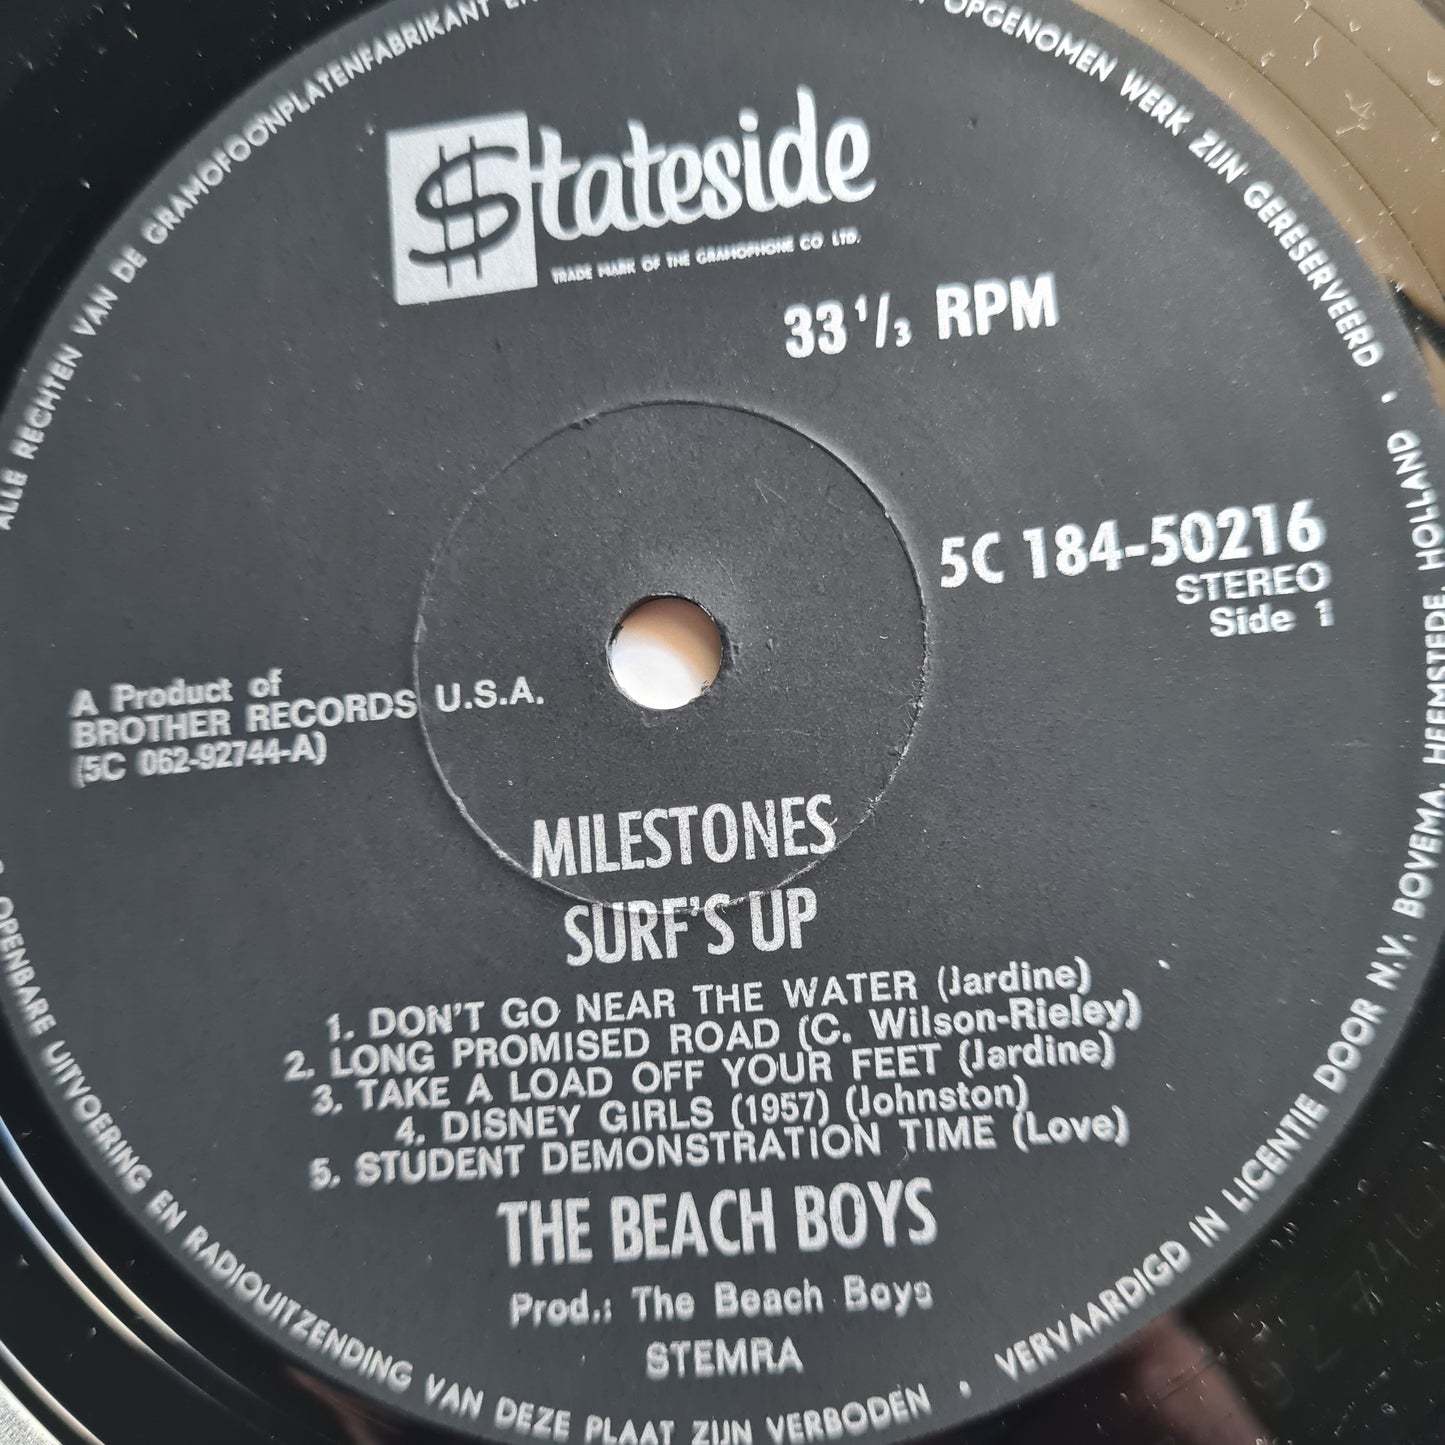 $tateside
TRADE MARK OF THE GRAMOPHONE CO LTD.
33 1/3 RPM
5C 184-50216
STEREO
Side 1
A Product of
BROTHER RECORDS U.S.A.
(5C 062-92744-A)
MILESTONES
SURF'S UP
1. DON'T GO NEAR THE WATER (Jardine)
2. LONG PROMISED ROAD (C. Wilson-Rieley)
3. TAKE A LOAD OFF YOUR FEET (Jardine)
4. DISNEY GIRLS (1957) (Johnston)
5. STUDENT DEMONSTRATION TIME (Love)
THE BEACH BOYS
Prod.: The Beach Boys
STEMRA
ALLE RECHTEN VAN DE GRAMOFOONPLATENFABRIKANT
OPGENOMEN WERK ZIJN GERESERVEERD •
OPENBARE UITVOERING EN RADIOUITZENDING VAN DEZE PLAAT ZIJN VERBODEN •
VERVAARDIGD IN LICENTIE DOOR N.V. BOVEMA, HEEMSTEDE, HOLLAND